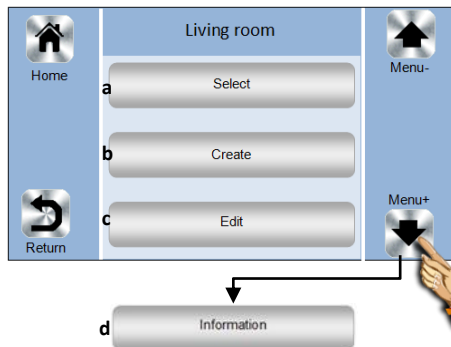 Living room
Home
Menu-
a Select
b Create
Menu+
c Edit
Return
d Information